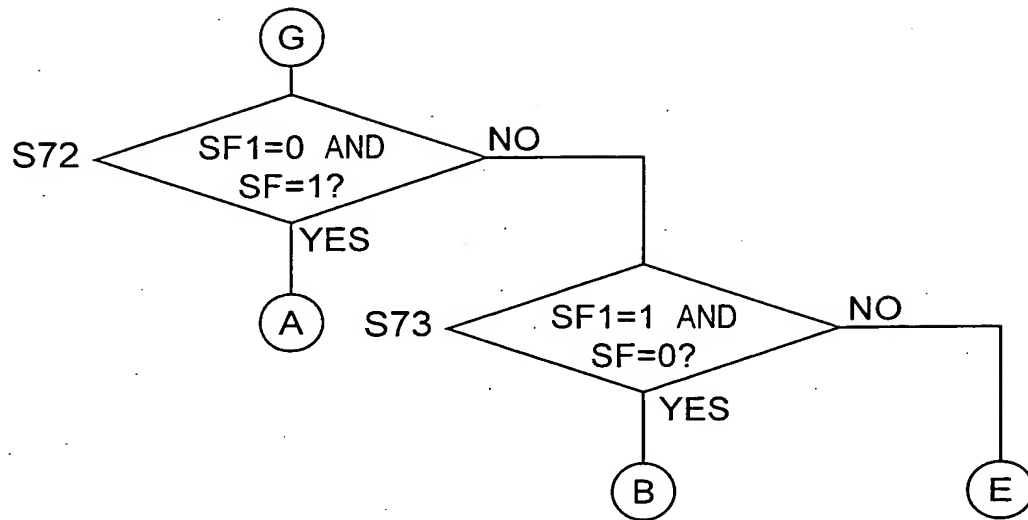 G
S72
SF1=0 AND
SF=1?
NO
YES
A
S73
SF1=1 AND
SF=0?
NO
YES
B
E